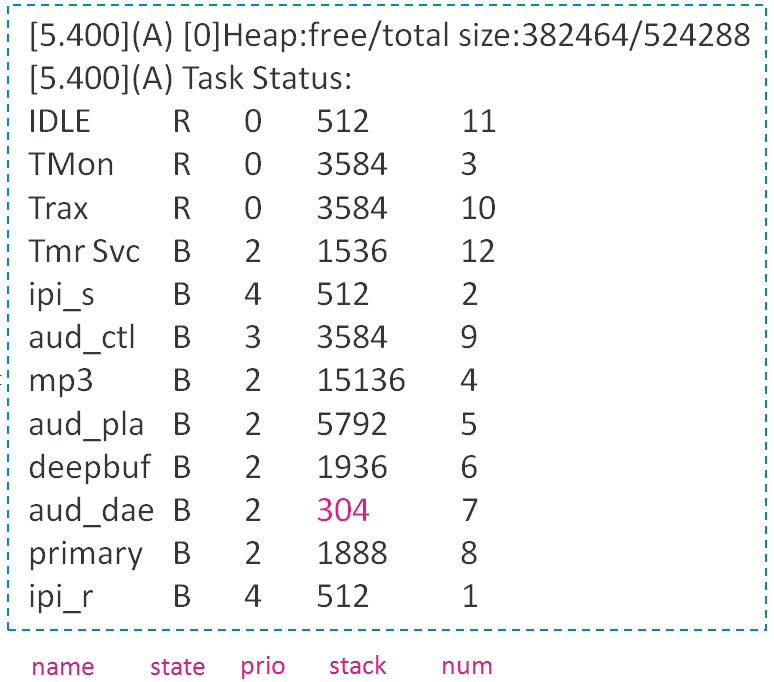 [5.400](A) [0]Heap:free/total size:382464/524288
[5.400](A) Task Status:
IDLE R 0 512 11
TMon R 0 3584 3
Trax R 0 3584 10
Tmr Svc B 2 1536 12
ipi_s B 4 512 2
aud_ctl B 3 3584 9
mp3 B 2 15136 4
aud_pla B 2 5792 5
deepbuf B 2 1936 6
aud_dae B 2 304 7
primary B 2 1888 8
ipi_r B 4 512 1
name state prio stack num